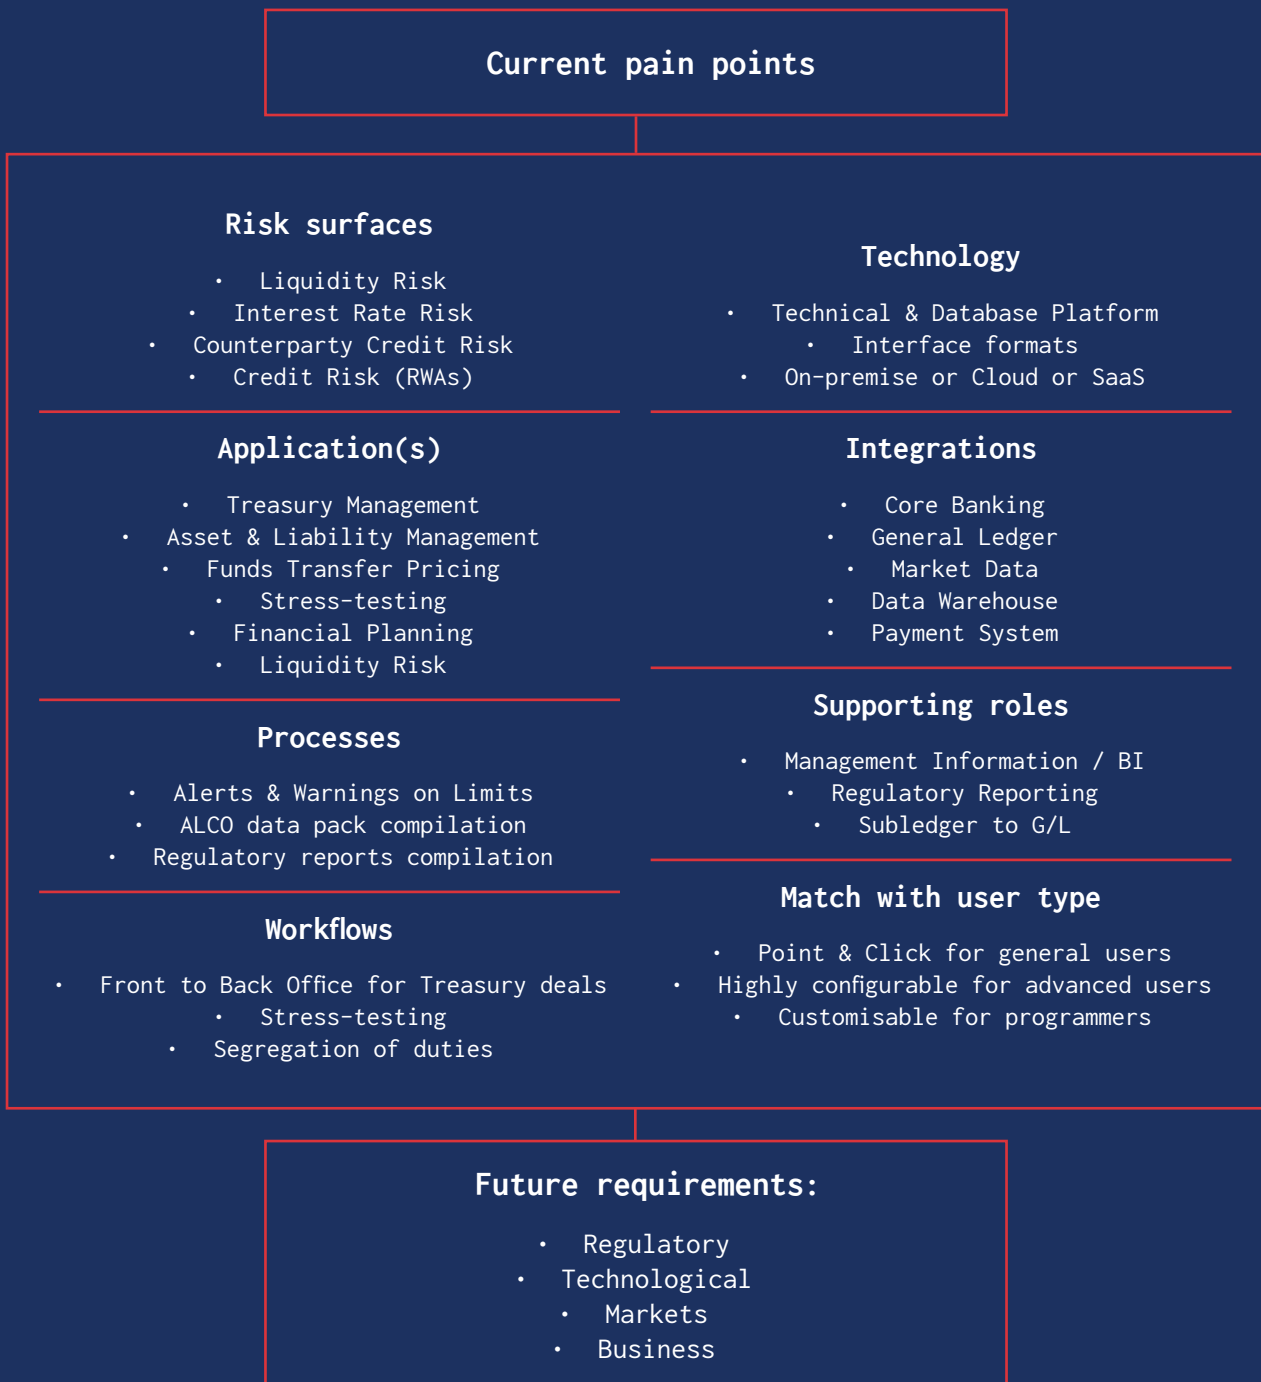 Current pain points
Risk surfaces
• Liquidity Risk
• Interest Rate Risk
• Counterparty Credit Risk
• Credit Risk (RWAs)
Application(s)
• Treasury Management
• Asset & Liability Management
• Funds Transfer Pricing
• Stress-testing
• Financial Planning
• Liquidity Risk
Processes
• Alerts & Warnings on Limits
• ALCO data pack compilation
• Regulatory reports compilation
Workflows
• Front to Back Office for Treasury deals
• Stress-testing
• Segregation of duties
Technology
• Technical & Database Platform
• Interface formats
• On-premise or Cloud or SaaS
Integrations
• Core Banking
• General Ledger
• Market Data
• Data Warehouse
• Payment System
Supporting roles
• Management Information / BI
• Regulatory Reporting
• Subledger to G/L
Match with user type
• Point & Click for general users
• Highly configurable for advanced users
• Customisable for programmers
Future requirements:
• Regulatory
• Technological
• Markets
• Business